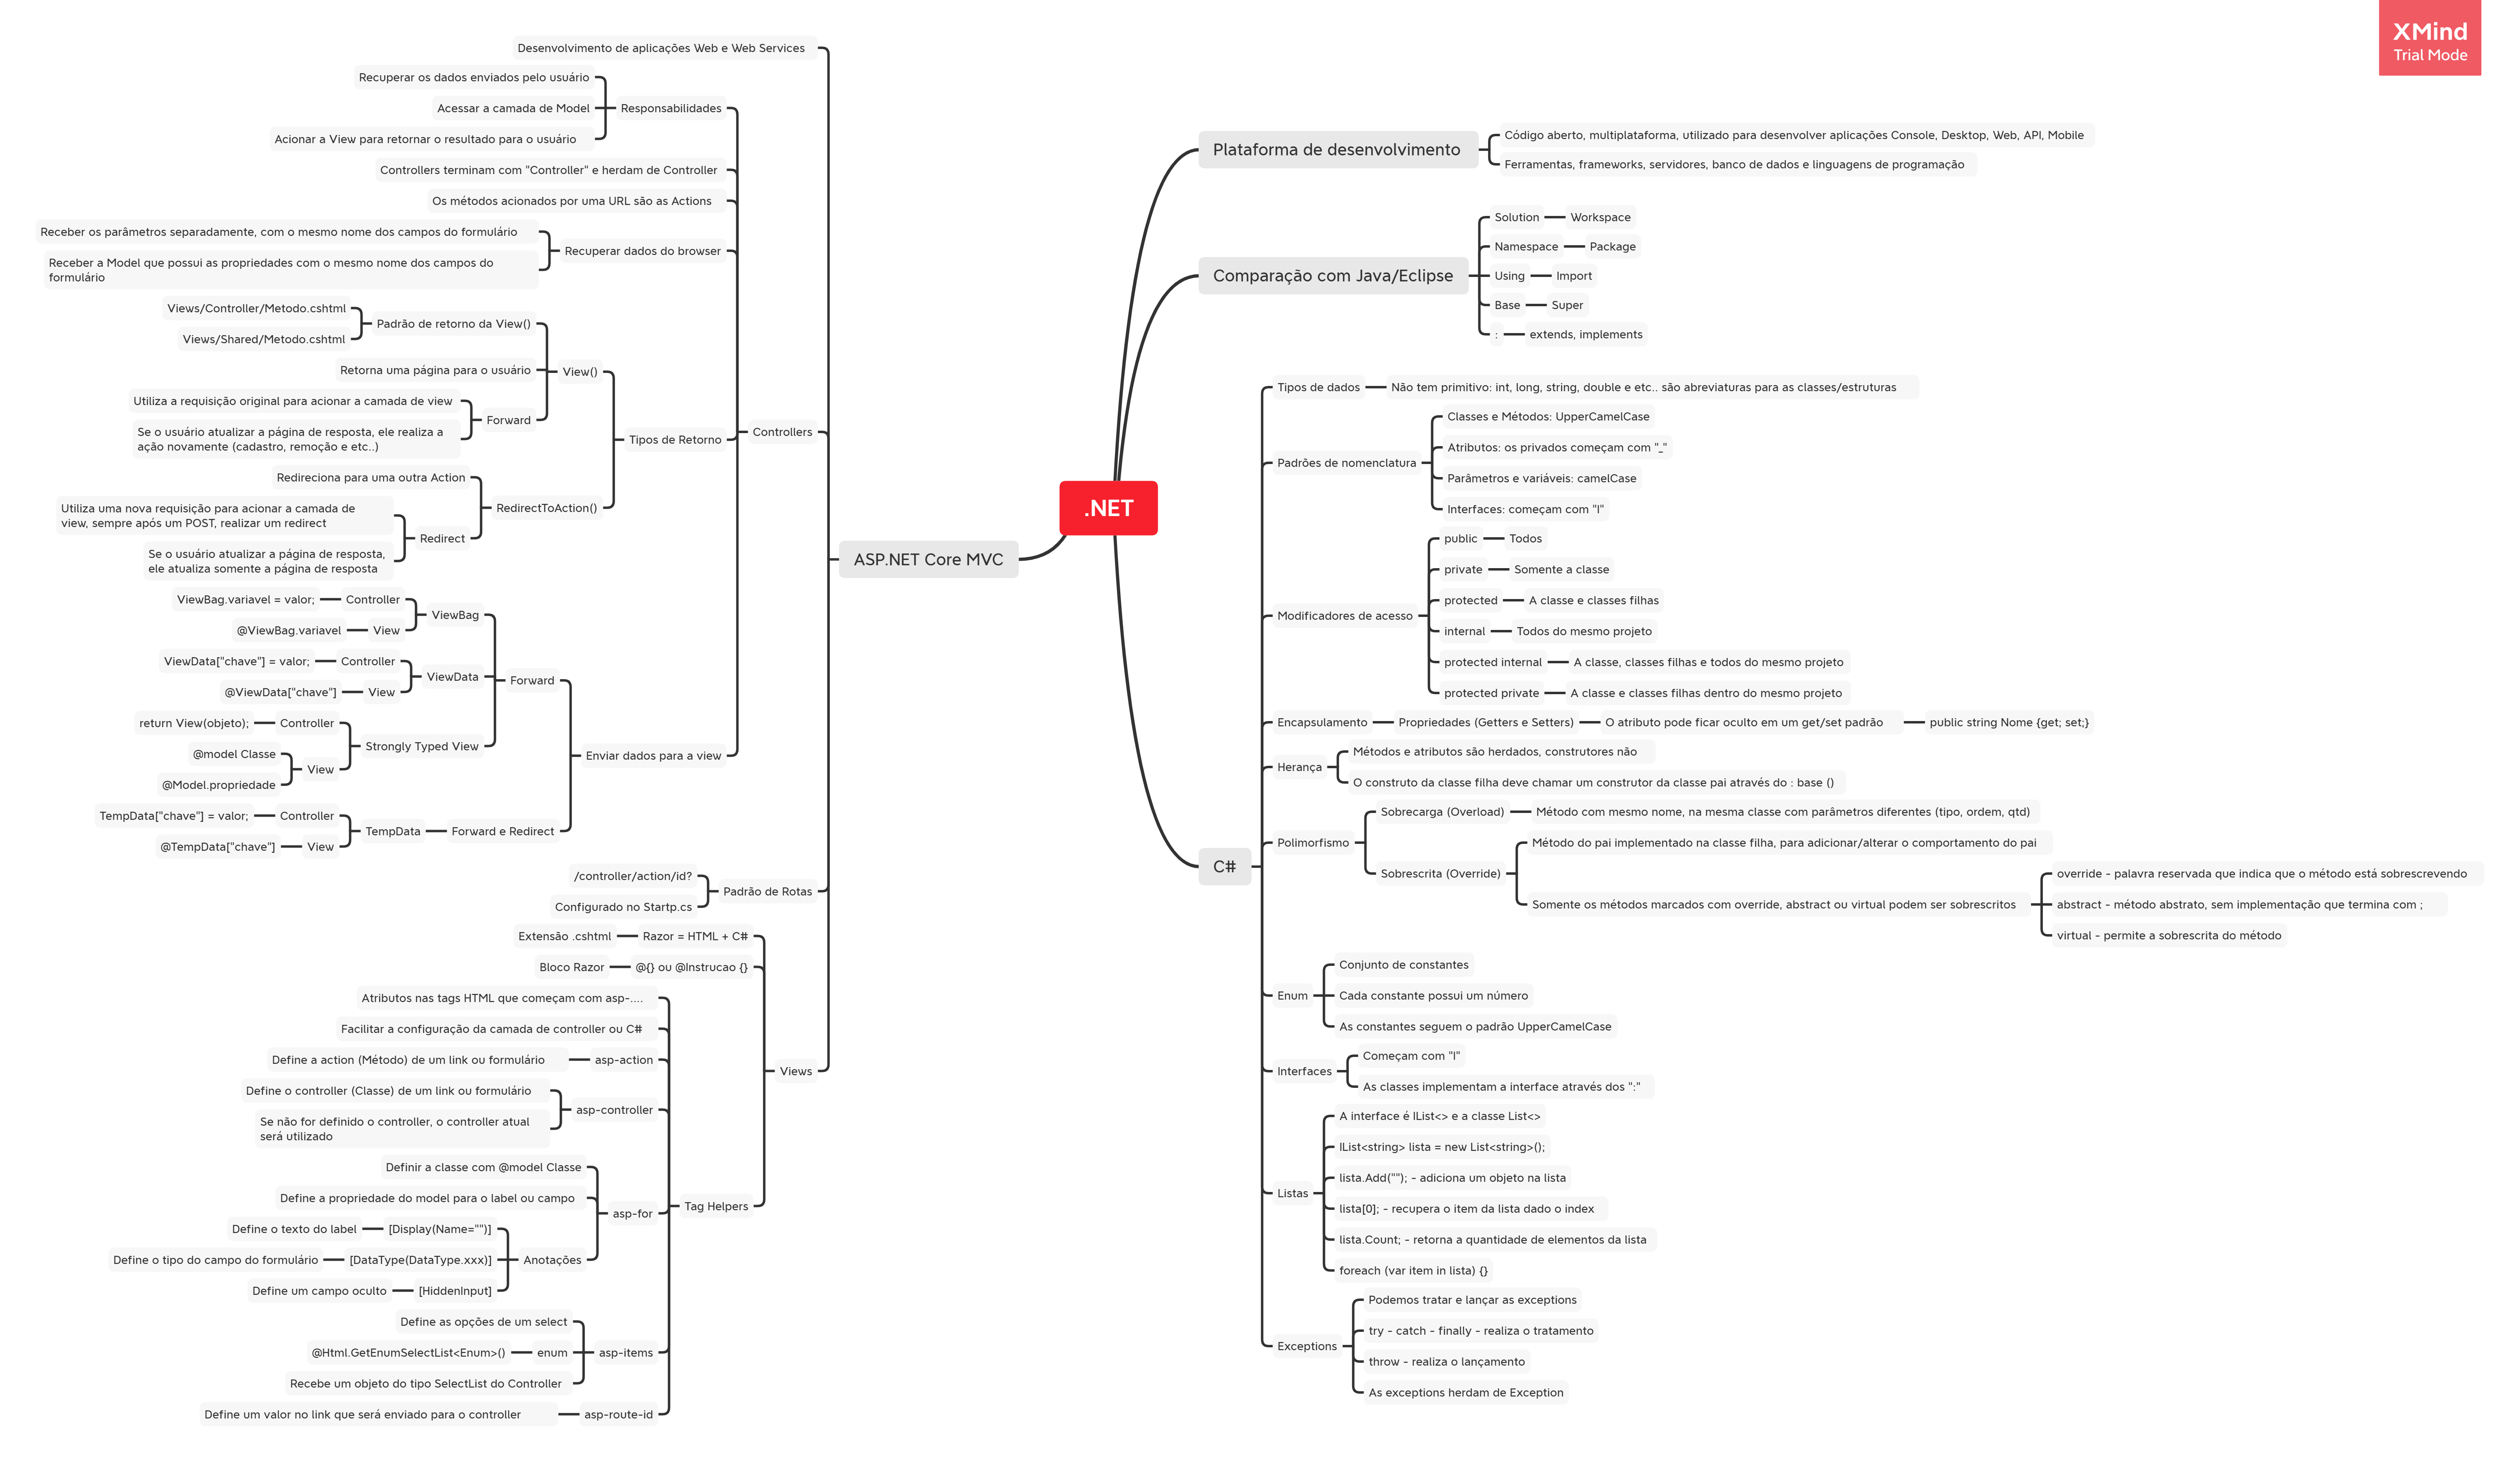 XMind
Trial Mode
.NET
Plataforma de desenvolvimento
Código aberto, multiplataforma, utilizado para desenvolver aplicações Console, Desktop, Web, API, Mobile
Ferramentas, frameworks, servidores, banco de dados e linguagens de programação
Comparação com Java/Eclipse
Solution
Workspace
Namespace
Package
Using
Import
Base
Super
:
extends, implements
C#
Tipos de dados
Não tem primitivo: int, long, string, double e etc.. são abreviaturas para as classes/estruturas
Padrões de nomenclatura
Classes e Métodos: UpperCamelCase
Atributos: os privados começam com "_"
Parâmetros e variáveis: camelCase
Interfaces: começam com "I"
Modificadores de acesso
public
Todos
private
Somente a classe
protected
A classe e classes filhas
internal
Todos do mesmo projeto
protected internal
A classe, classes filhas e todos do mesmo projeto
protected private
A classe e classes filhas dentro do mesmo projeto
Encapsulamento
Propriedades (Getters e Setters)
O atributo pode ficar oculto em um get/set padrão
public string Nome {get; set;}
Herança
Métodos e atributos são herdados, construtores não
O construto da classe filha deve chamar um construtor da classe pai através do : base ()
Polimorfismo
Sobrecarga (Overload)
Método com mesmo nome, na mesma classe com parâmetros diferentes (tipo, ordem, qtd)
Sobrescrita (Override)
Método do pai implementado na classe filha, para adicionar/alterar o comportamento do pai
Somente os métodos marcados com override, abstract ou virtual podem ser sobrescritos
override - palavra reservada que indica que o método está sobrescrevendo
abstract - método abstrato, sem implementação que termina com ;
virtual - permite a sobrescrita do método
Enum
Conjunto de constantes
Cada constante possui um número
As constantes seguem o padrão UpperCamelCase
Interfaces
Começam com "I"
As classes implementam a interface através dos ":"
Listas
A interface é IList<> e a classe List<>
IList<string> lista = new List<string>();
lista.Add(""); - adiciona um objeto na lista
lista[0]; - recupera o item da lista dado o index
lista.Count; - retorna a quantidade de elementos da lista
foreach (var item in lista) {}
Exceptions
Podemos tratar e lançar as exceptions
try - catch - finally - realiza o tratamento
throw - realiza o lançamento
As exceptions herdam de Exception
ASP.NET Core MVC
Desenvolvimento de aplicações Web e Web Services
Controllers
Responsabilidades
Recuperar os dados enviados pelo usuário
Acessar a camada de Model
Acionar a View para retornar o resultado para o usuário
Controllers terminam com "Controller" e herdam de Controller
Os métodos acionados por uma URL são as Actions
Recuperar dados do browser
Receber os parâmetros separadamente, com o mesmo nome dos campos do formulário
Receber a Model que possui as propriedades com o mesmo nome dos campos do
formulário
Tipos de Retorno
View()
Padrão de retorno da View()
Views/Controller/Metodo.cshtml
Views/Shared/Metodo.cshtml
Retorna uma página para o usuário
Forward
Utiliza a requisição original para acionar a camada de view
Se o usuário atualizar a página de resposta, ele realiza a
ação novamente (cadastro, remoção e etc..)
RedirectToAction()
Redireciona para uma outra Action
Redirect
Utiliza uma nova requisição para acionar a camada de
view, sempre após um POST, realizar um redirect
Se o usuário atualizar a página de resposta,
ele atualiza somente a página de resposta
Enviar dados para a view
Forward
ViewBag
Controller
ViewBag.variavel = valor;
View
@ViewBag.variavel
ViewData
Controller
ViewData["chave"] = valor;
View
@ViewData["chave"]
Strongly Typed View
Controller
return View(objeto);
View
@model Classe
@Model.propriedade
Forward e Redirect
TempData
Controller
TempData["chave"] = valor;
View
@TempData["chave"]
Padrão de Rotas
/controller/action/id?
Configurado no Startp.cs
Views
Razor = HTML + C#
Extensão .cshtml
@{} ou @Instrucao {}
Bloco Razor
Tag Helpers
Atributos nas tags HTML que começam com asp-....
Facilitar a configuração da camada de controller ou C#
asp-action
Define a action (Método) de um link ou formulário
asp-controller
Define o controller (Classe) de um link ou formulário
Se não for definido o controller, o controller atual
será utilizado
asp-for
Definir a classe com @model Classe
Define a propriedade do model para o label ou campo
Anotações
[Display(Name="")]
Define o texto do label
[DataType(DataType.xxx)]
Define o tipo do campo do formulário
[HiddenInput]
Define um campo oculto
asp-items
Define as opções de um select
enum
@Html.GetEnumSelectList<Enum>()
Recebe um objeto do tipo SelectList do Controller
asp-route-id
Define um valor no link que será enviado para o controller